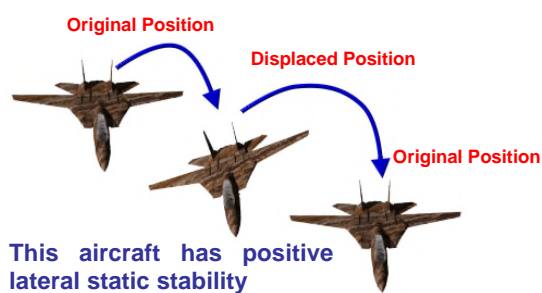 Original Position
Displaced Position
Original Position
This aircraft has positive
lateral static stability